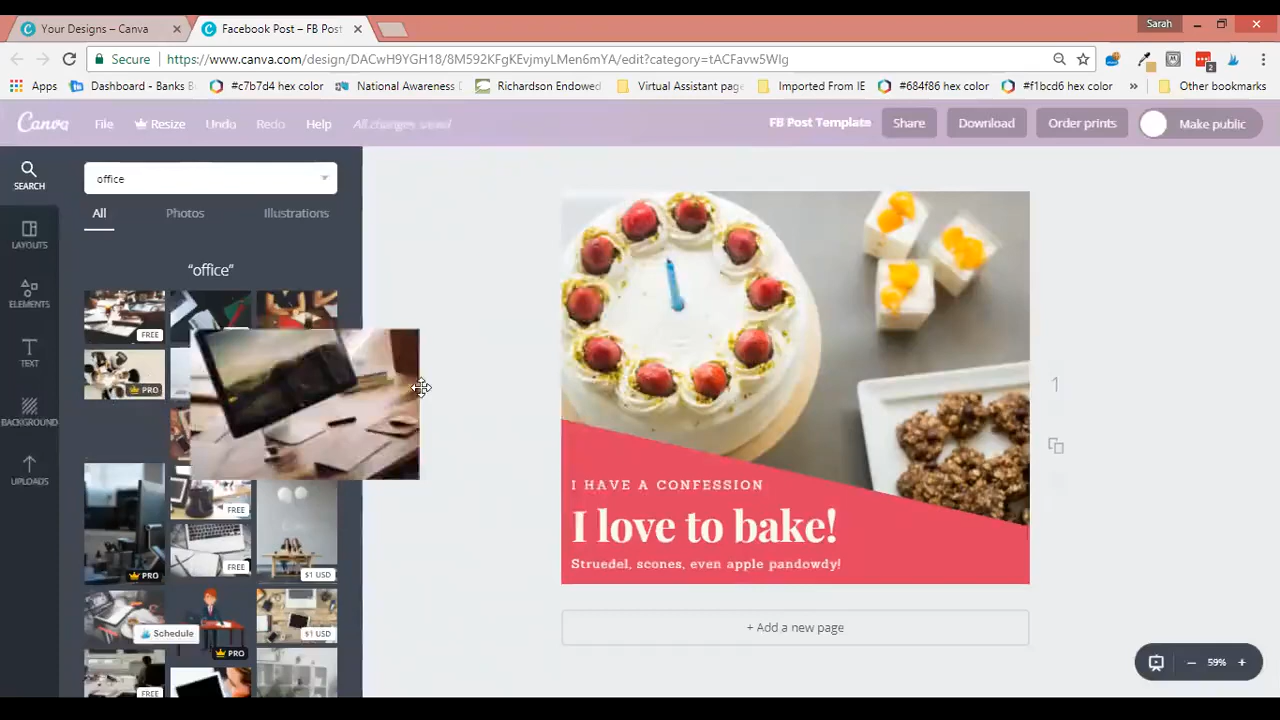 Your Designs – Canva
Facebook Post – FB Post
Sarah
Secure
https://www.canva.com/design/DACwH9YGH18/8M592KFgKEvjmyLMen6mYA/edit?category=tACFavw5WIg
Apps
Dashboard - Banks B
#c7b7d4 hex color
National Awareness
Richardson Endowed
Virtual Assistant page
Imported From IE
#684f86 hex color
#f1bcd6 hex color
»
Other bookmarks
Canva
File
Resize
Undo
Redo
Help
All changes saved
FB Post Template
Share
Download
Order prints
Make public
SEARCH
LAYOUTS
ELEMENTS
TEXT
BACKGROUND
UPLOADS
office
All
Photos
Illustrations
“office”
FREE
PRO
FREE
FREE
PRO
$1 USD
Schedule
PRO
$1 USD
FREE
I HAVE A CONFESSION
I love to bake!
Struedel, scones, even apple pandowdy!
1
+ Add a new page
59%
2